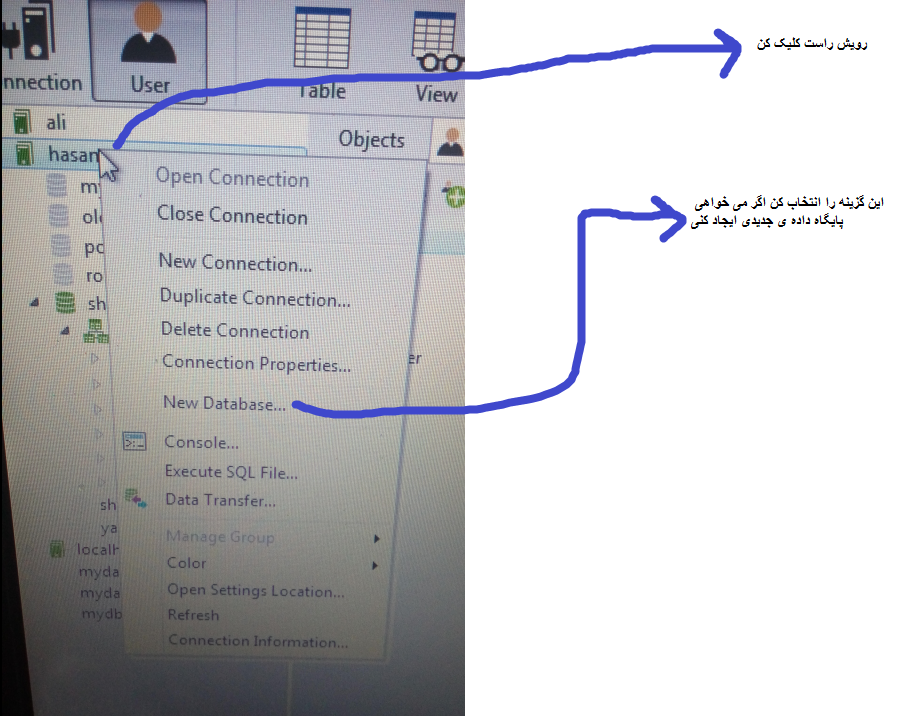 nnection
User
Table
View
رویش راست کلیک کن
ali
Objects
hasan
Open Connection
Close Connection
New Connection...
Duplicate Connection...
Delete Connection
Connection Properties...
New Database...
Console...
Execute SQL File...
Data Transfer...
Manage Group
Color
Open Settings Location...
Refresh
Connection Information...
m
ol
po
ro
sh
er
sh
ya
localh
myda
myda
mydb
این گزینه را انتخاب کن اگر می خواهی
پایگاه داده ی جدیدی ایجاد کنی